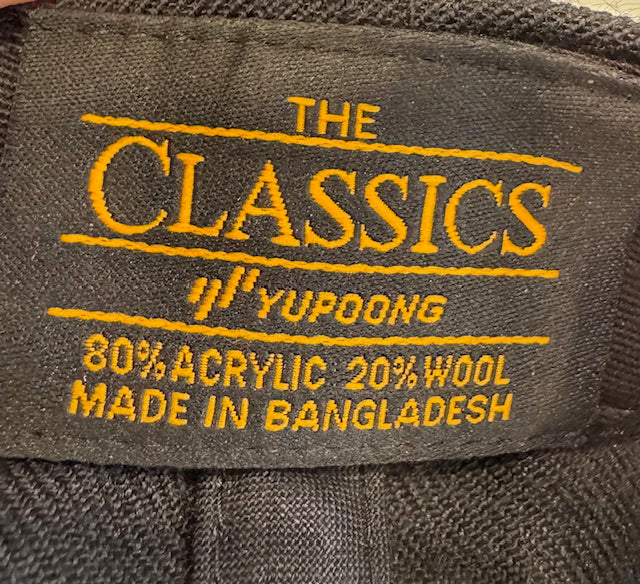 THE
CLASSICS
YUPOONG
80% ACRYLIC 20% WOOL
MADE IN BANGLADESH